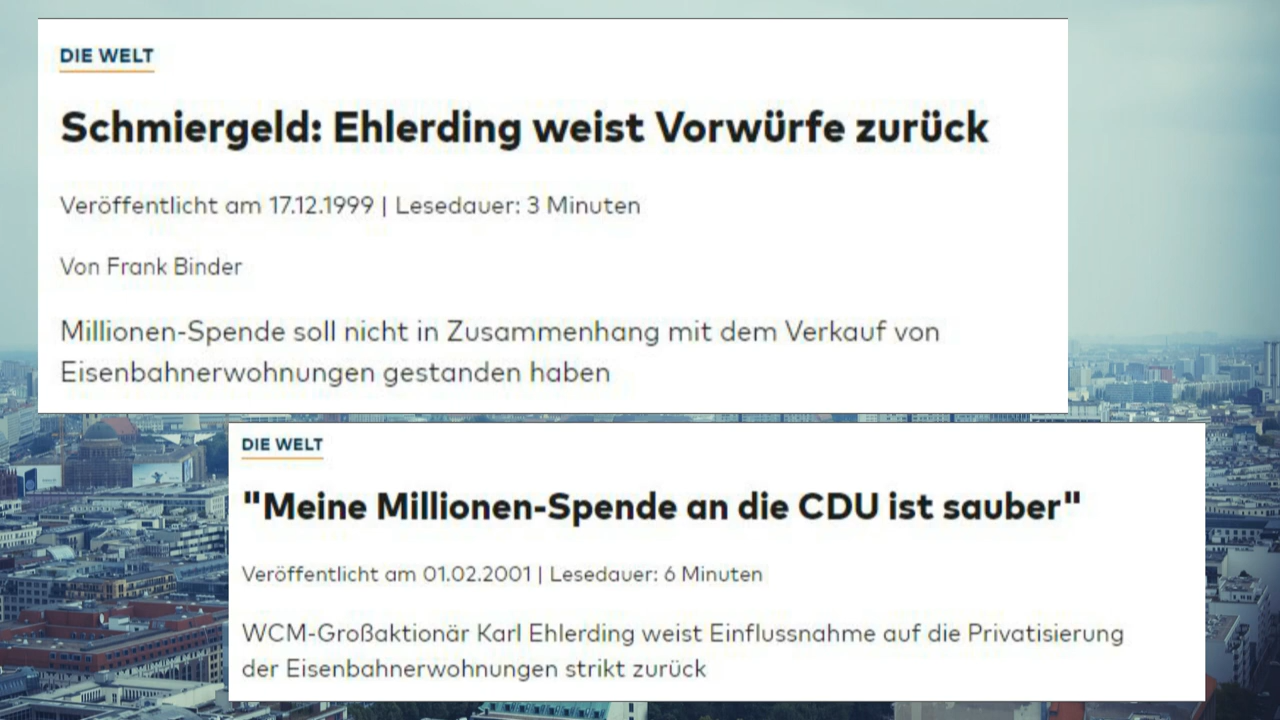 DIE WELT
Schmiergeld: Ehlerding weist Vorwürfe zurück
Veröffentlicht am 17.12.1999 | Lesedauer: 3 Minuten
Von Frank Binder
Millionen-Spende soll nicht in Zusammenhang mit dem Verkauf von
Eisenbahnerwohnungen gestanden haben
DIE WELT
"Meine Millionen-Spende an die CDU ist sauber"
Veröffentlicht am 01.02.2001 | Lesedauer: 6 Minuten
WCM-Großaktionär Karl Ehlerding weist Einflussnahme auf die Privatisierung
der Eisenbahnerwohnungen strikt zurück